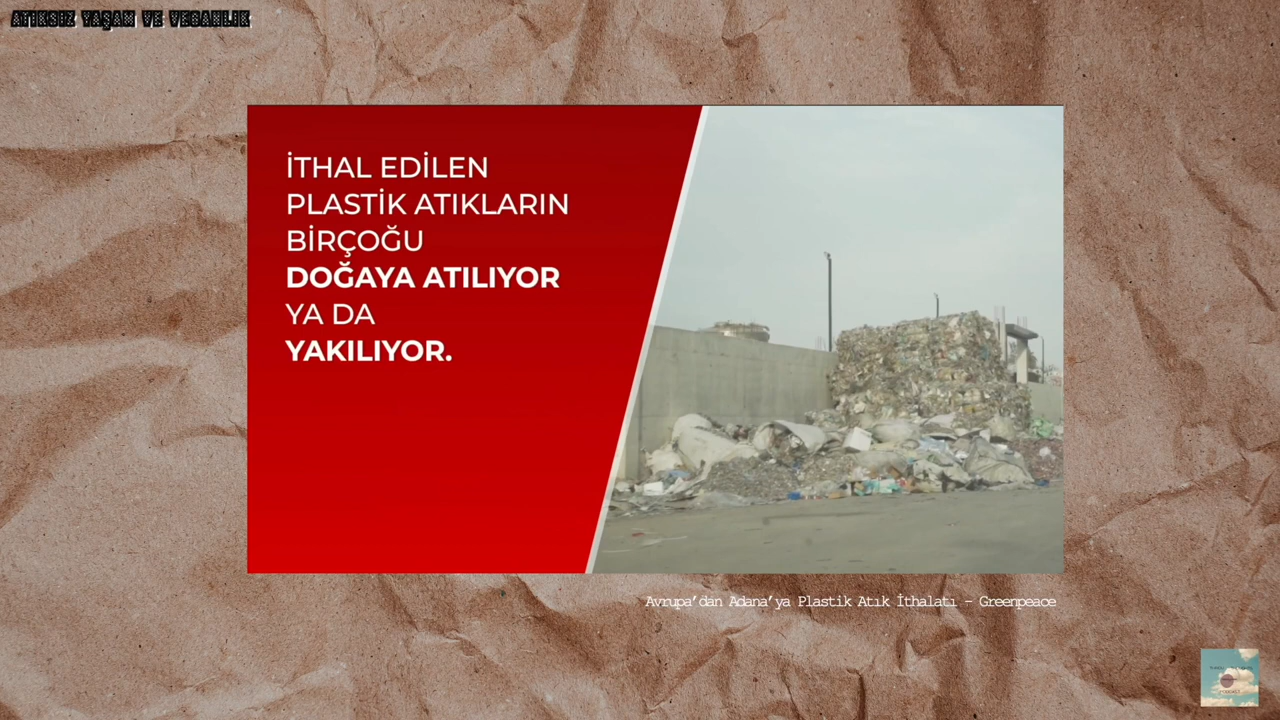 ATIKSIZ YAŞAM VE VEGANLIK
İTHAL EDİLEN
PLASTİK ATIKLARIN
BİRÇOĞU
DOĞAYA ATILIYOR
YA DA
YAKILIYOR.
Avrupa'dan Adana'ya Plastik Atık İthalatı - Greenpeace